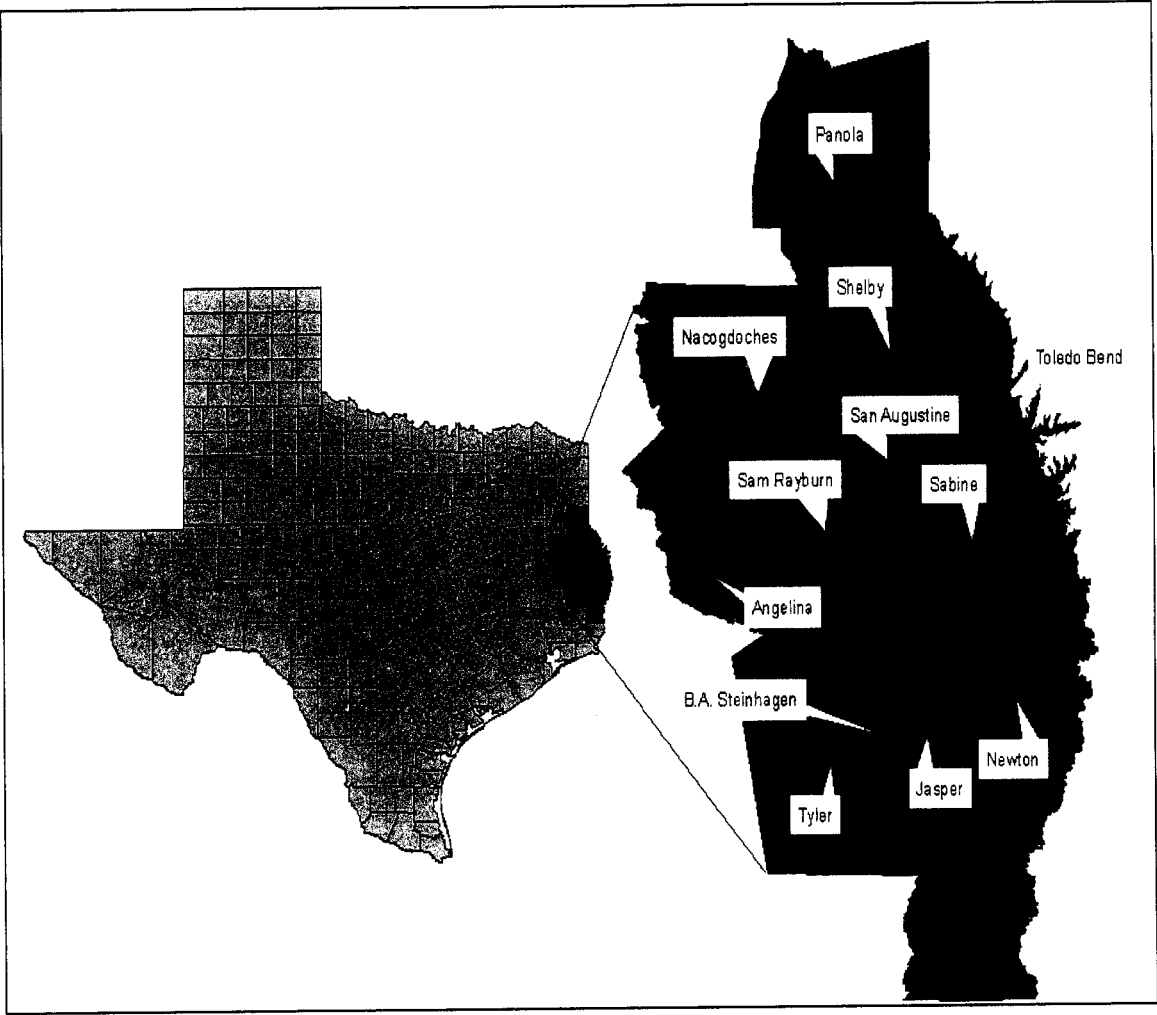 Panola
Shelby
Nacogdoches
Toledo Bend
San Augustine
Sam Rayburn
Sabine
Angelina
B.A. Steinhagen
Newton
Jasper
Tyler